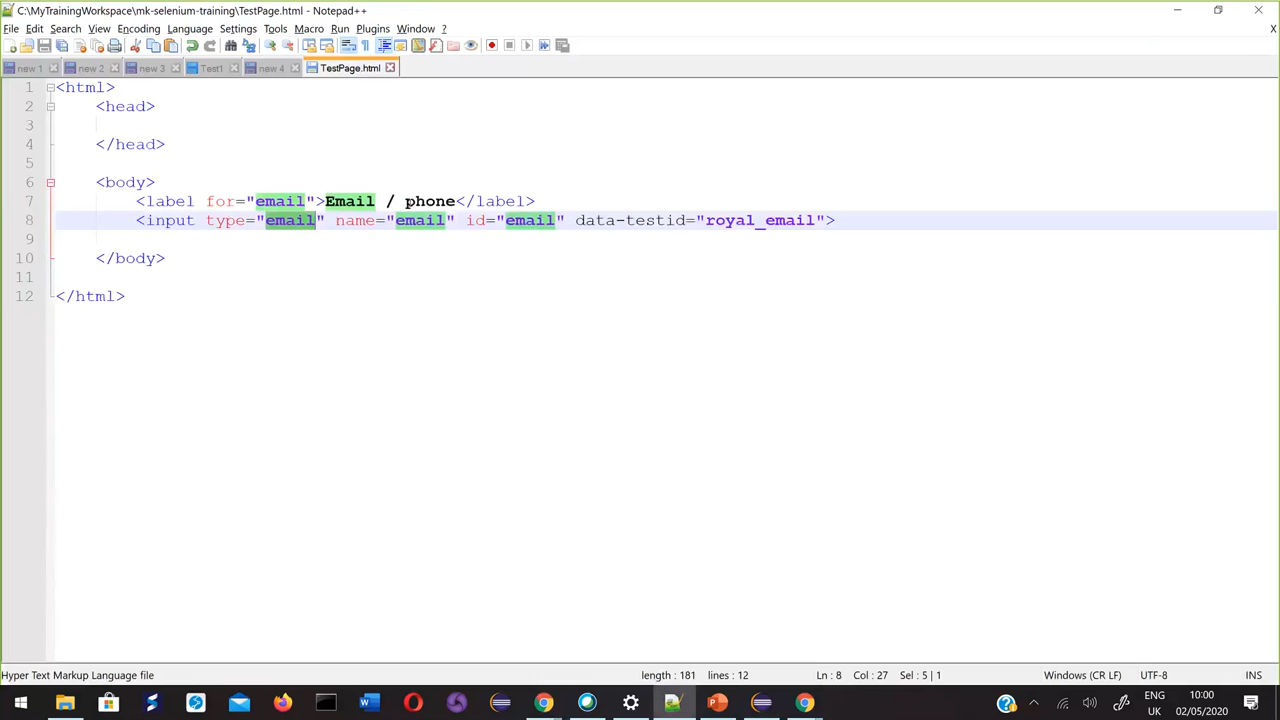 C:\MyTrainingWorkspace\mk-selenium-training\TestPage.html - Notepad++
File Edit Search View Encoding Language Settings Tools Macro Run Plugins Window ? X
new 1 new 2 new 3 Test1 new 4 TestPage.html
1 <html>
2 <head>
3
4 </head>
5
6 <body>
7 <label for="email">Email / phone</label>
8 <input type="email" name="email" id="email" data-testid="royal_email">
9
10 </body>
11
12 </html>
Hyper Text Markup Language file length : 181 lines : 12 Ln : 8 Col : 27 Sel : 5 | 1 Windows (CR LF) UTF-8 INS
ENG 10:00
UK 02/05/2020